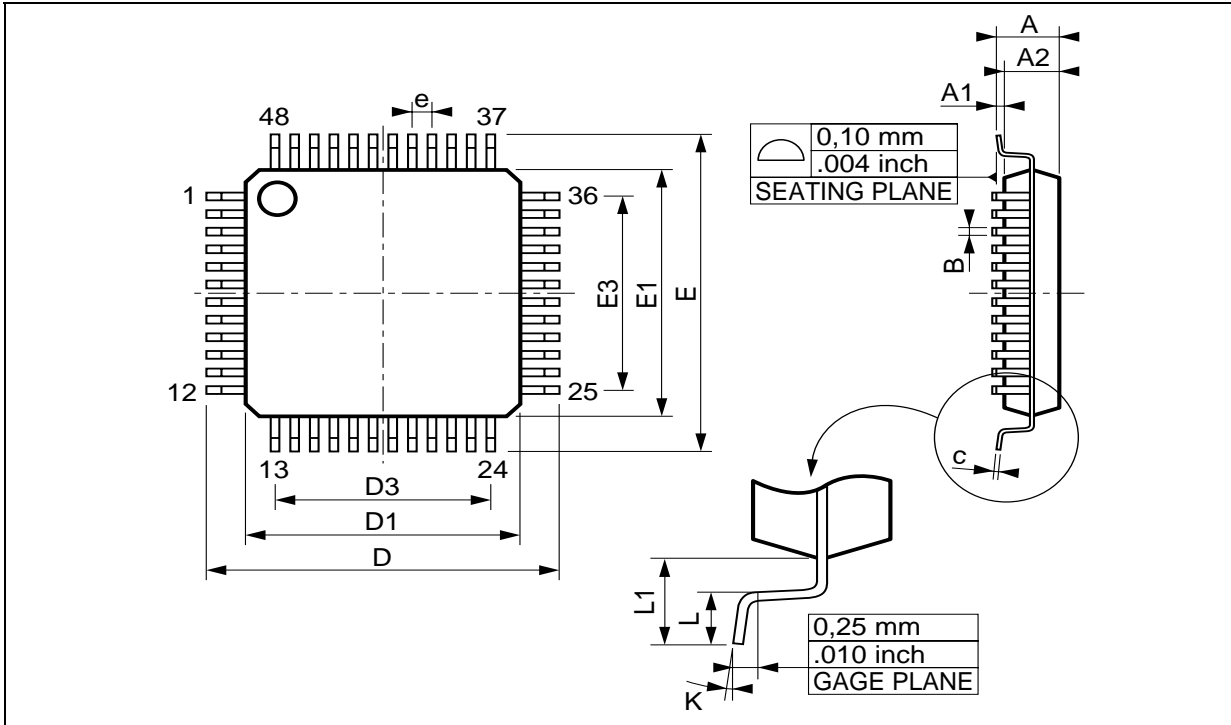 A
A2
A1
e
48
37
0,10 mm
.004 inch
SEATING PLANE
1
36
B
E3
E1
E
12
25
13
24
c
D3
D1
D
L1
L
0,25 mm
.010 inch
GAGE PLANE
K